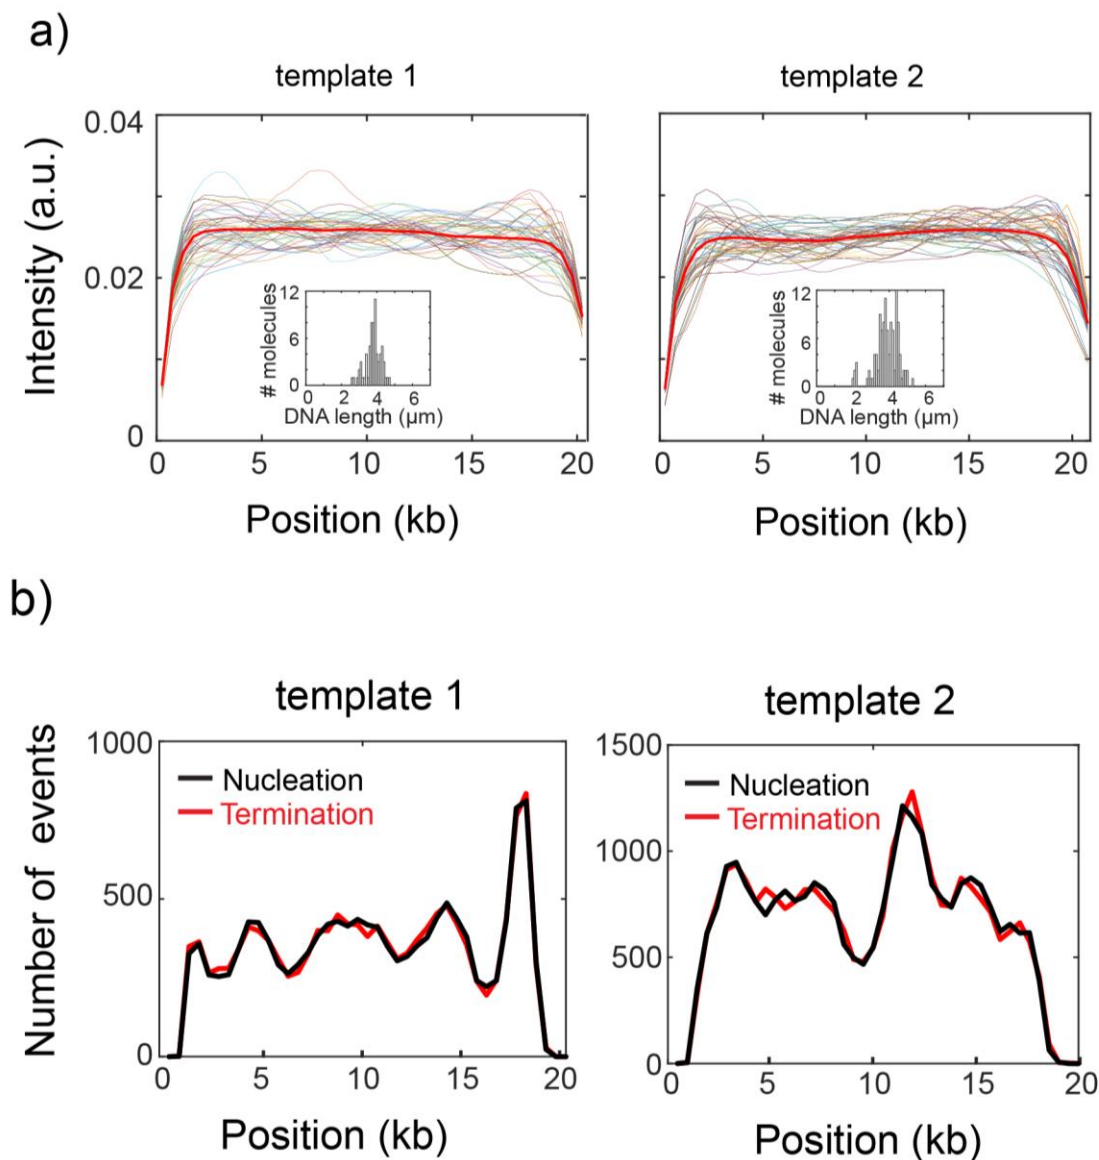 a)
template 1
template 2
Intensity (a.u.)
0.04
0.02
0
# molecules
12
6
0
0 2 4 6
DNA length (μm)
# molecules
12
6
0
0 2 4 6
DNA length (μm)
0 5 10 15 20
0 5 10 15 20
Position (kb)
Position (kb)
b)
template 1
template 2
Number of events
1000
500
0
Nucleation
Termination
1500
1000
500
0
Nucleation
Termination
0 5 10 15 20
0 5 10 15 20
Position (kb)
Position (kb)